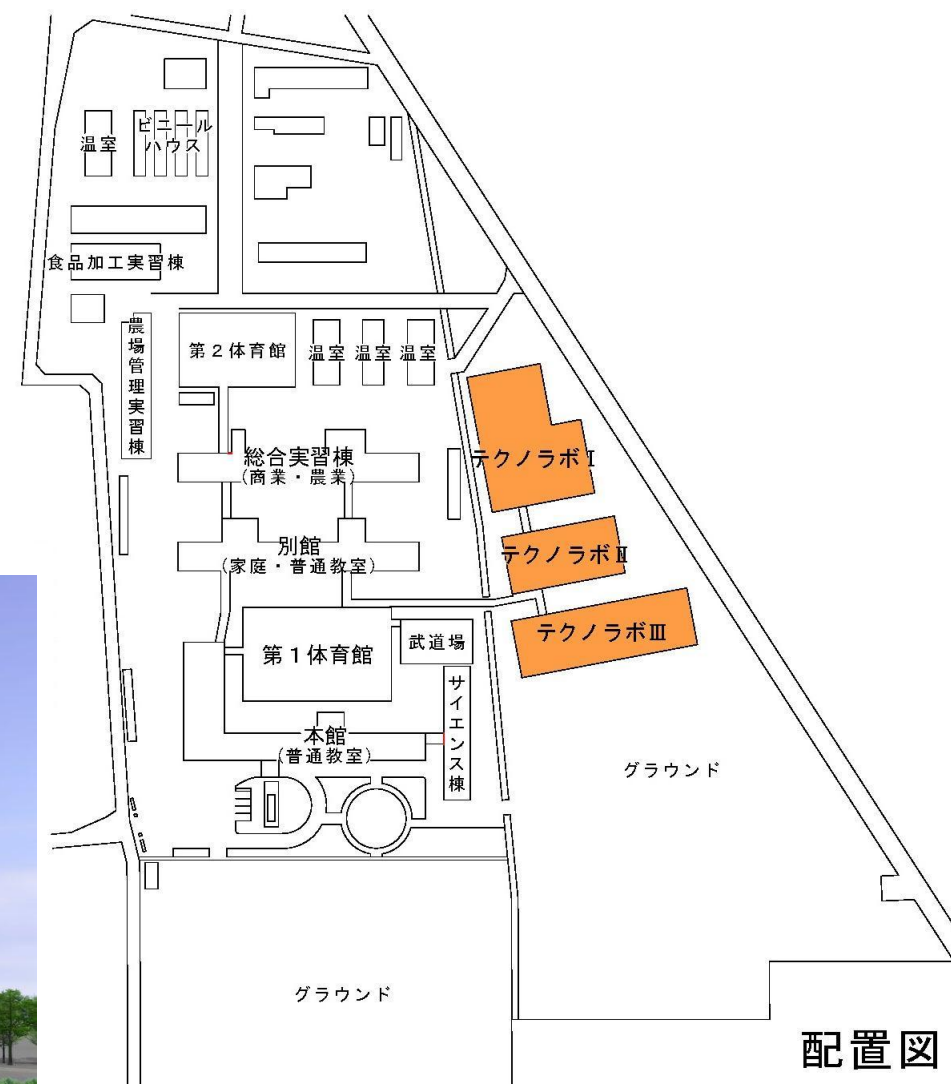 温室
ビニール
ハウス
食品加工実習棟
農場管理実習棟
第２体育館
温室
温室
温室
総合実習棟
(商業・農業)
テクノラボⅠ
別館
(家庭・普通教室)
テクノラボⅡ
テクノラボⅢ
第１体育館
武道場
サイエンス棟
本館
(普通教室)
グラウンド
グラウンド
配置図